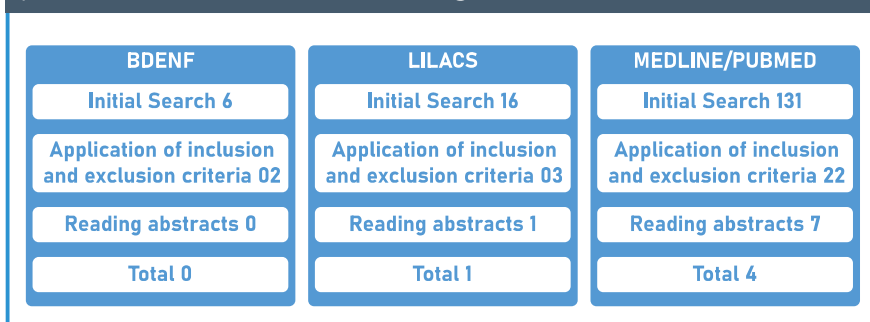 BDENF
Initial Search 6
Application of inclusion
and exclusion criteria 02
Reading abstracts 0
Total 0
LILACS
Initial Search 16
Application of inclusion
and exclusion criteria 03
Reading abstracts 1
Total 1
MEDLINE/PUBMED
Initial Search 131
Application of inclusion
and exclusion criteria 22
Reading abstracts 7
Total 4